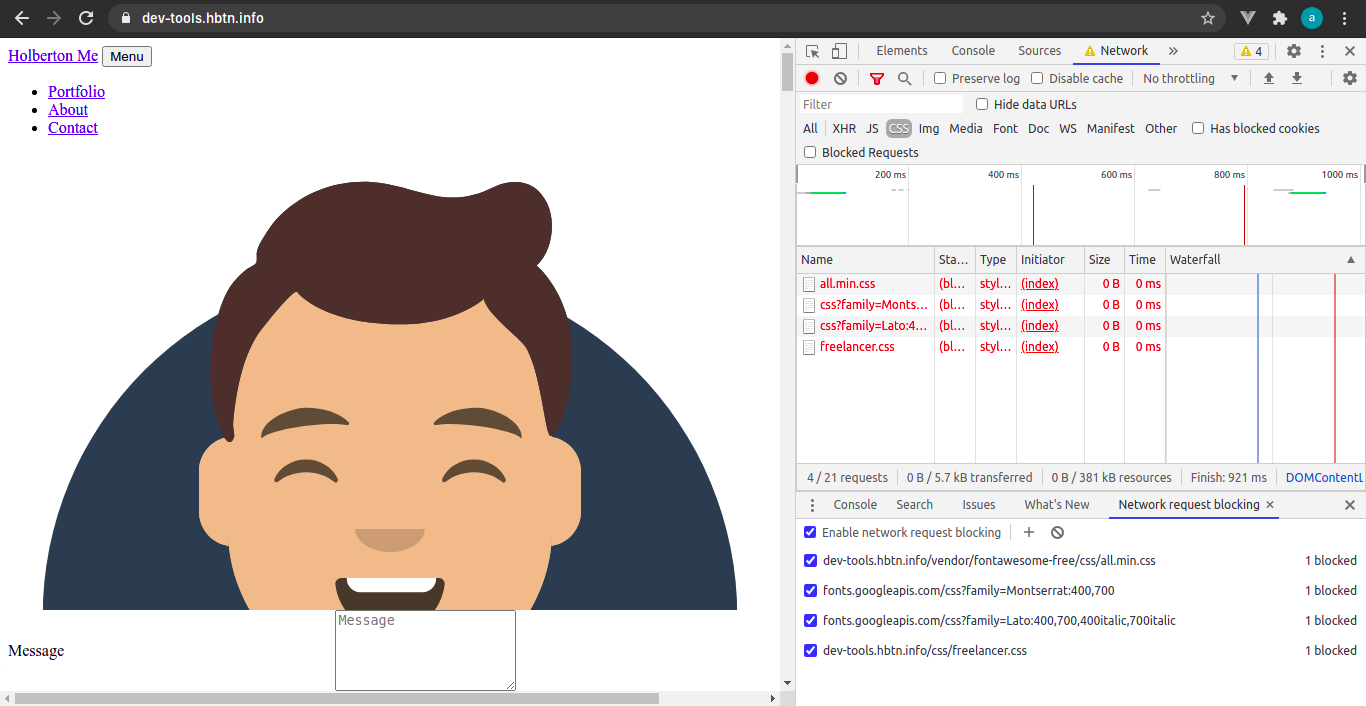 dev-tools.hbtn.info
a
Holberton Me Menu
Portfolio
About
Contact
Message
Message
Elements Console Sources Network » 4
Preserve log Disable cache No throttling
Filter Hide data URLs
All XHR JS CSS Img Media Font Doc WS Manifest Other Has blocked cookies
Blocked Requests
200 ms 400 ms 600 ms 800 ms 1000 ms
Name Sta… Type Initiator Size Time Waterfall
all.min.css (bl… styl… (index) 0 B 0 ms
css?family=Monts… (bl… styl… (index) 0 B 0 ms
css?family=Lato:4… (bl… styl… (index) 0 B 0 ms
freelancer.css (bl… styl… (index) 0 B 0 ms
4 / 21 requests 0 B / 5.7 kB transferred 0 B / 381 kB resources Finish: 921 ms DOMContentL
Console Search Issues What's New Network request blocking
Enable network request blocking
dev-tools.hbtn.info/vendor/fontawesome-free/css/all.min.css 1 blocked
fonts.googleapis.com/css?family=Montserrat:400,700 1 blocked
fonts.googleapis.com/css?family=Lato:400,700,400italic,700italic 1 blocked
dev-tools.hbtn.info/css/freelancer.css 1 blocked